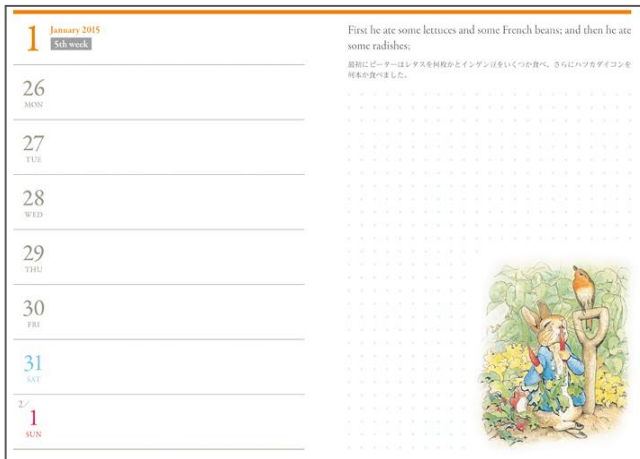 1
January 2015
5th week
26
MON
27
TUE
28
WED
29
THU
30
FRI
31
SAT
2/
1
SUN
First he ate some lettuces and some French beans; and then he ate
some radishes;
最初にピーターはレタスを何枚かとインゲン豆をいくつか食べ、さらにハツカダイコンを
何本か食べました。